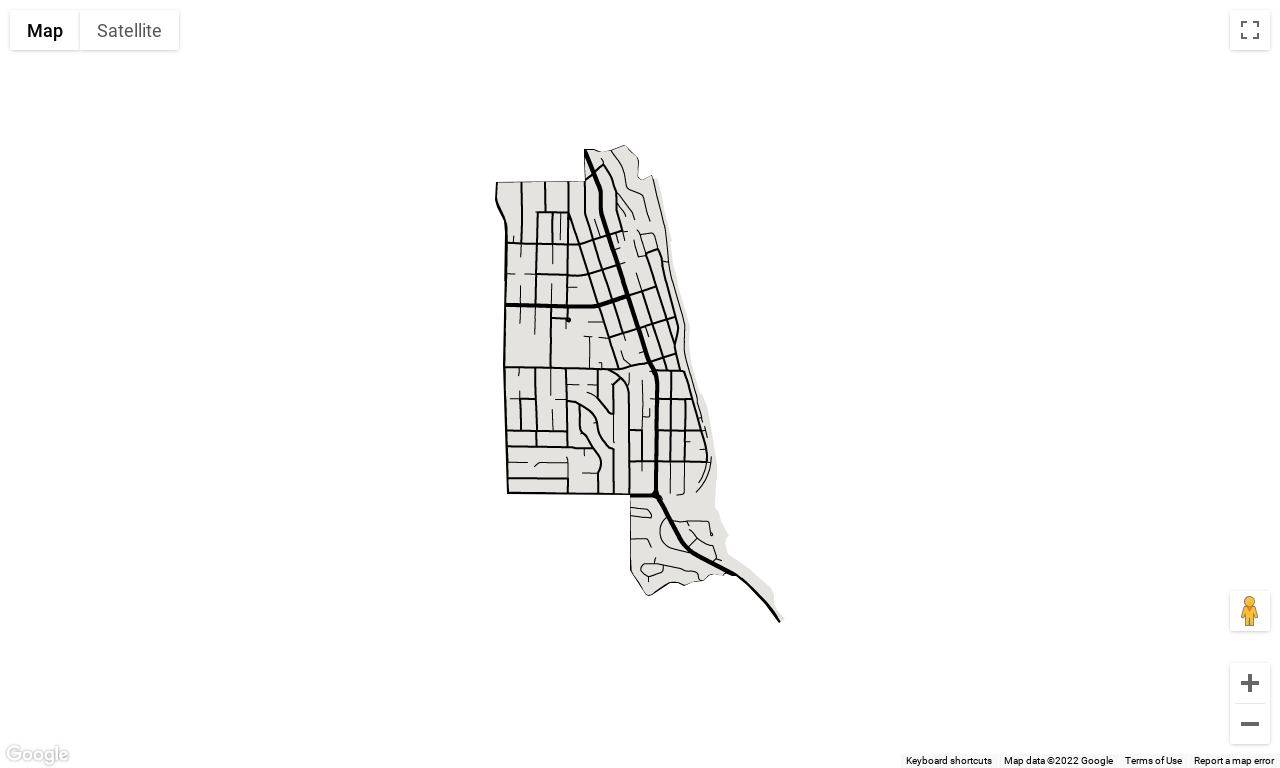 Map
Satellite
Google
Keyboard shortcuts
Map data ©2022 Google
Terms of Use
Report a map error